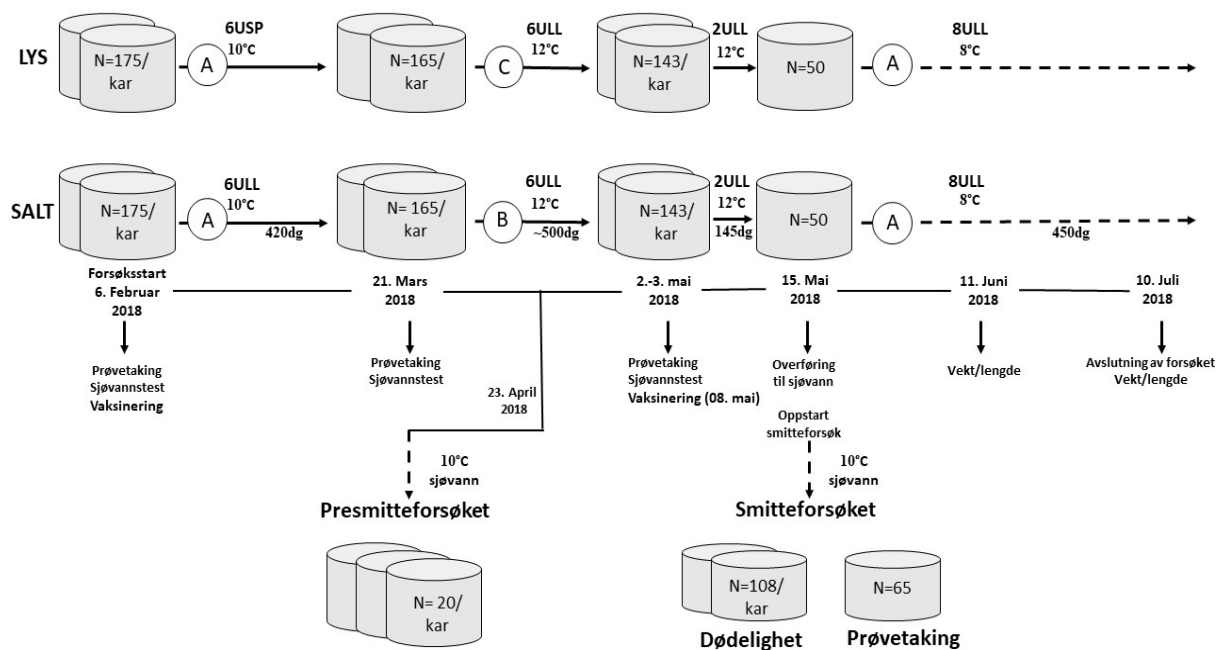 LYS
N=175/
kar
A
6USP
10°C
N=165/
kar
C
6ULL
12°C
N=143/
kar
2ULL
12°C
N=50
A
8ULL
8°C
SALT
N=175/
kar
A
6ULL
10°C
420dg
N= 165/
kar
B
6ULL
12°C
~500dg
N=143/
kar
2ULL
12°C
145dg
N=50
A
8ULL
8°C
450dg
Forsøksstart
6. Februar
2018
21. Mars
2018
2.-3. mai
2018
15. Mai
2018
11. Juni
2018
10. Juli
2018
Prøvetaking
Sjøvannstest
Vaksinering
Prøvetaking
Sjøvannstest
23. April
2018
Prøvetaking
Sjøvannstest
Vaksinering (08. mai)
Overføring
til sjøvann
Oppstart
smitteforsøk
Vekt/lengde
Avslutning av forsøket
Vekt/lengde
10°C
sjøvann
10°C
sjøvann
Presmitteforsøket
Smitteforsøket
N= 20/
kar
N=108/
kar
N=65
Dødelighet
Prøvetaking